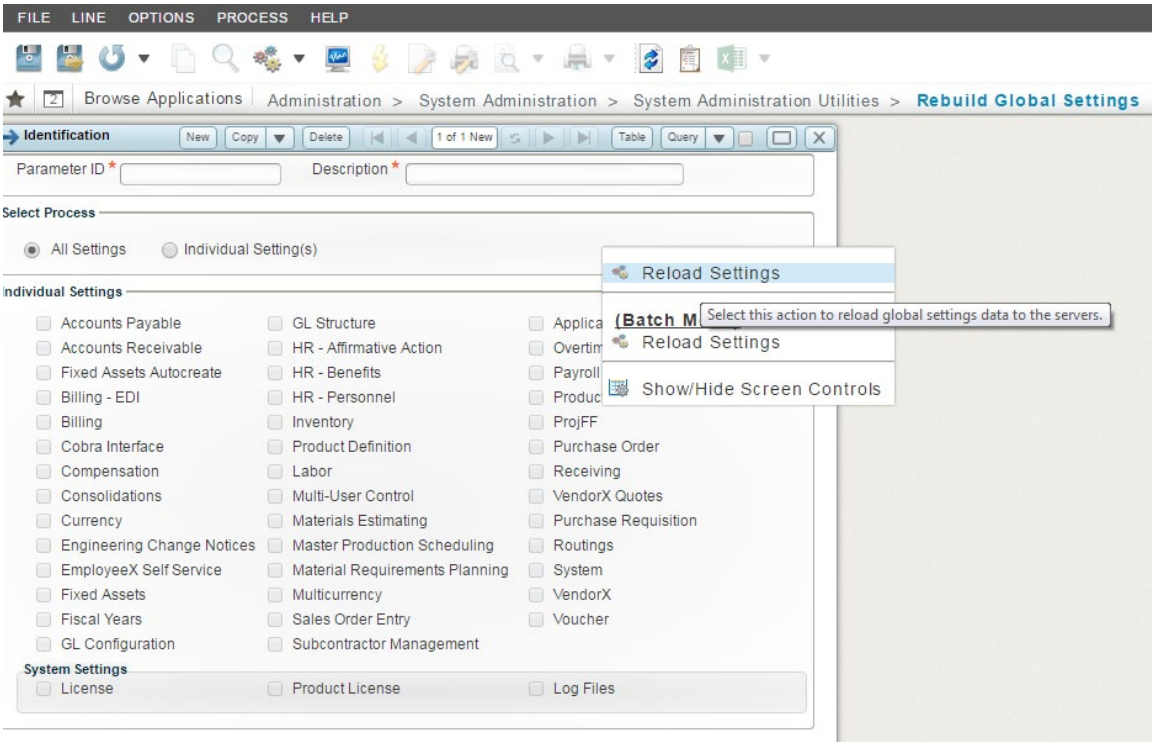 FILE LINE OPTIONS PROCESS HELP
2 Browse Applications Administration > System Administration > System Administration Utilities > Rebuild Global Settings
Identification New Copy Delete 1 of 1 New Table Query X
Parameter ID * Description *
Select Process
All Settings Individual Setting(s)
Reload Settings
Individual Settings
(Batch M
Select this action to reload global settings data to the servers.
Reload Settings
Show/Hide Screen Controls
Accounts Payable GL Structure Applica
Accounts Receivable HR - Affirmative Action Overtim
Fixed Assets Autocreate HR - Benefits Payroll
Billing - EDI HR - Personnel Produc
Billing Inventory ProjFF
Cobra Interface Product Definition Purchase Order
Compensation Labor Receiving
Consolidations Multi-User Control VendorX Quotes
Currency Materials Estimating Purchase Requisition
Engineering Change Notices Master Production Scheduling Routings
EmployeeX Self Service Material Requirements Planning System
Fixed Assets Multicurrency VendorX
Fiscal Years Sales Order Entry Voucher
GL Configuration Subcontractor Management
System Settings
License Product License Log Files